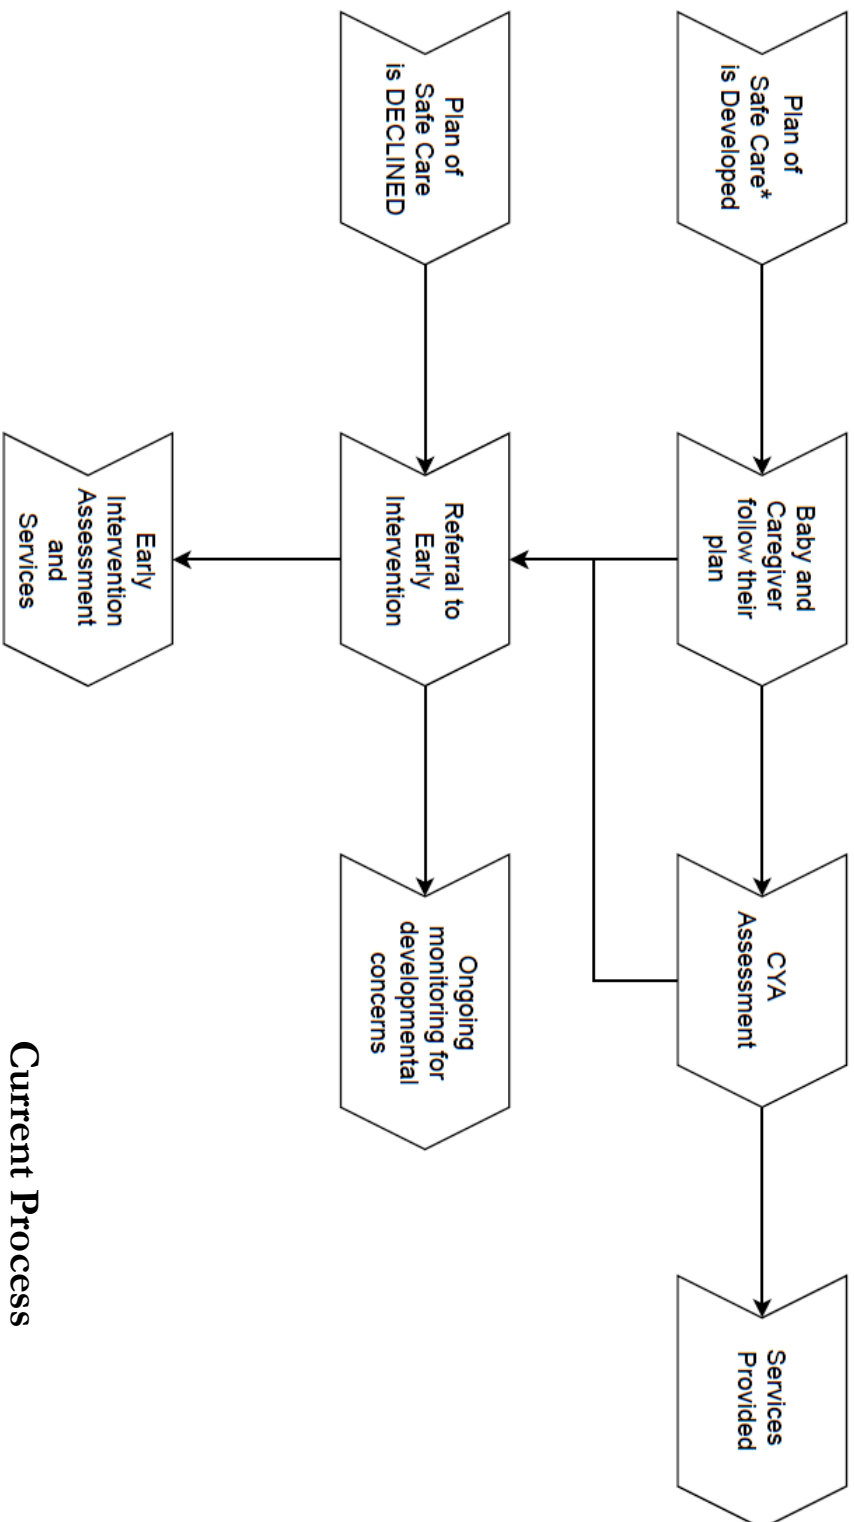 Plan of
Safe Care*
is Developed
Baby and
Caregiver
follow their
plan
CYA
Assessment
Services
Provided
Plan of
Safe Care
is DECLINED
Referral to
Early
Intervention
Ongoing
monitoring for
developmental
concerns
Early
Intervention
Assessment
and
Services
Current Process